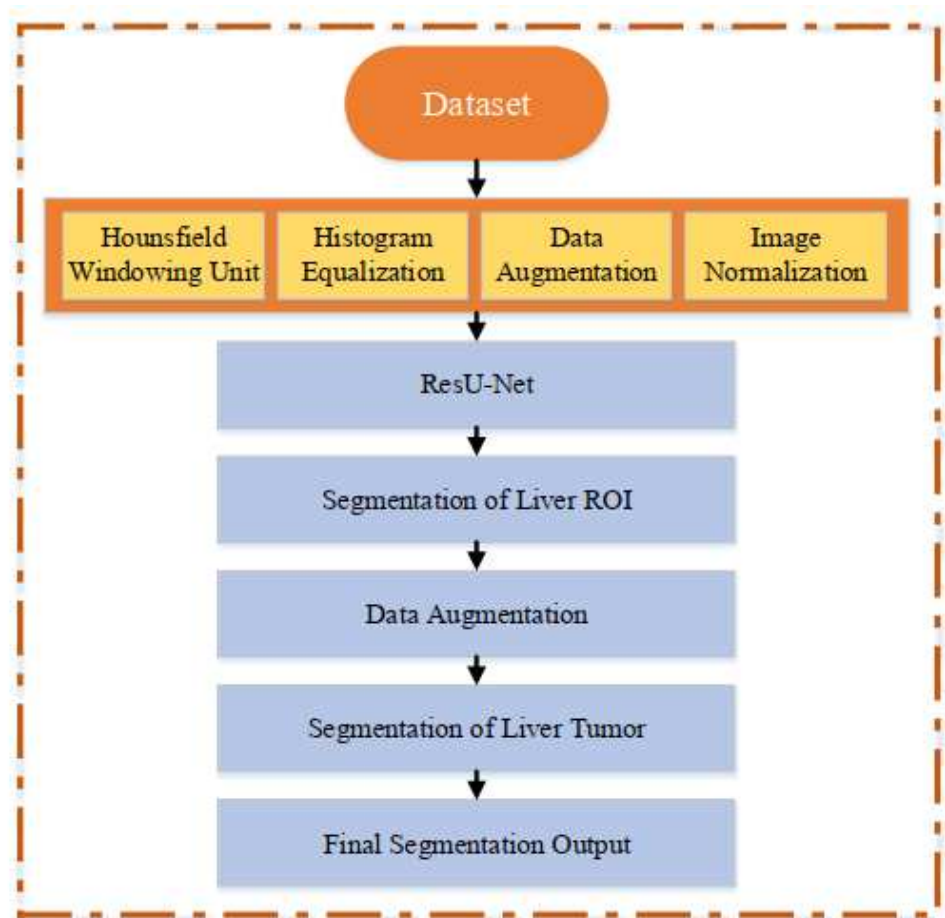 Dataset
Hounsfield
Windowing Unit
Histogram
Equalization
Data
Augmentation
Image
Normalization
ResU-Net
Segmentation of Liver ROI
Data Augmentation
Segmentation of Liver Tumor
Final Segmentation Output